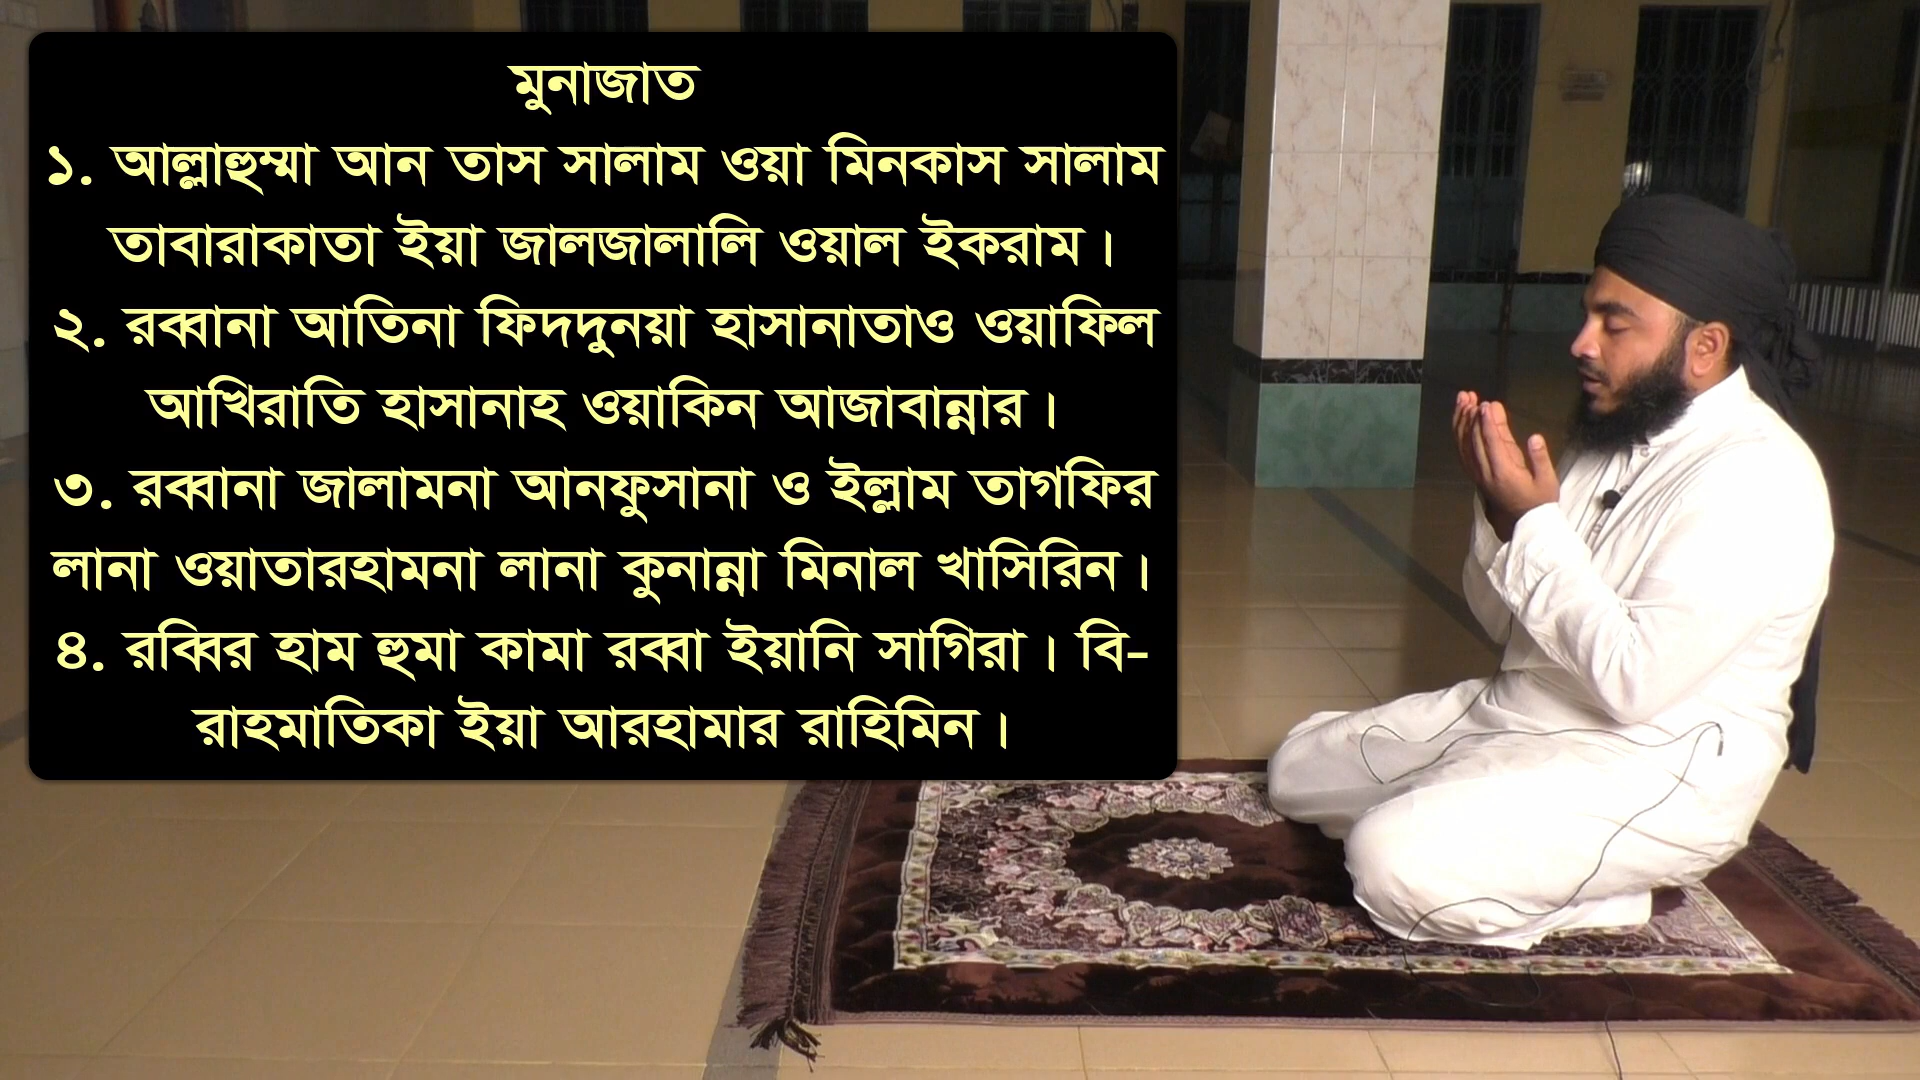 মুনাজাত
১. আল্লাহুম্মা আন তাস সালাম ওয়া মিনকাস সালাম
তাবারাকাতা ইয়া জালজালালি ওয়াল ইকরাম।
২. রব্বানা আতিনা ফিদদুনয়া হাসানাতাও ওয়াফিল
আখিরাতি হাসানাহ ওয়াকিন আজাবান্নার।
৩. রব্বানা জালামনা আনফুসানা ও ইল্লাম তাগফির
লানা ওয়াতারহামনা লানা কুনান্না মিনাল খাসিরিন।
৪. রব্বির হাম হুমা কামা রব্বা ইয়ানি সাগিরা। বি-
রাহমাতিকা ইয়া আরহামার রাহিমিন।